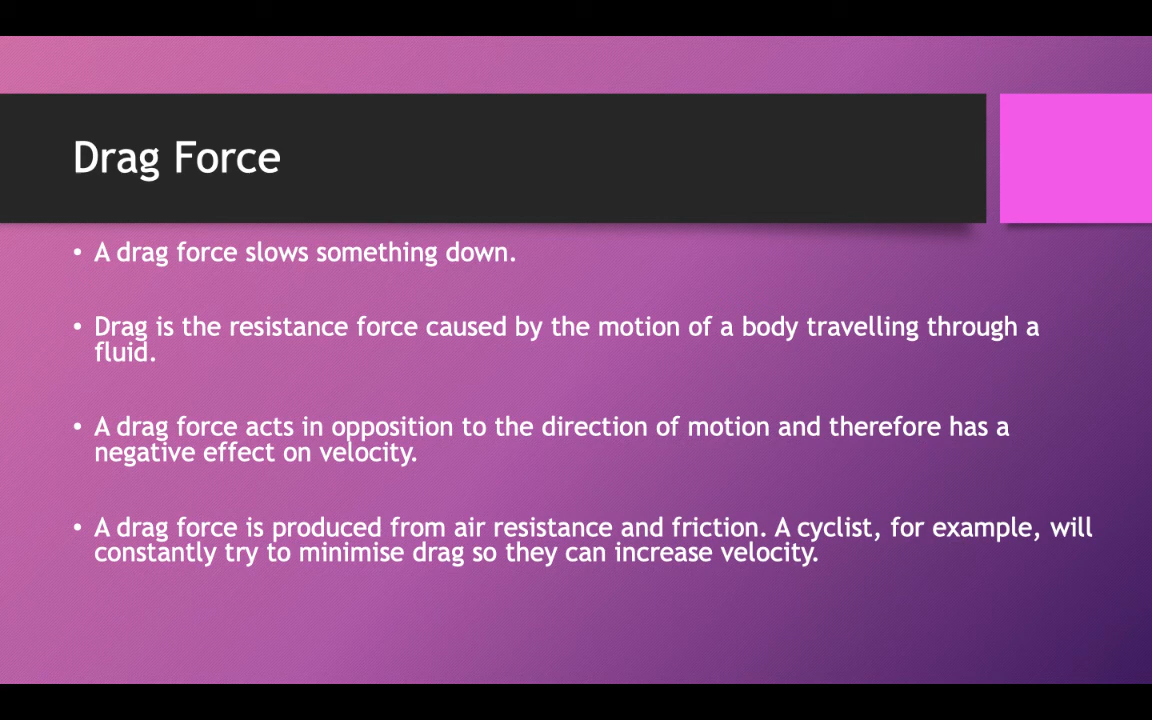 Drag Force
• A drag force slows something down.
• Drag is the resistance force caused by the motion of a body travelling through a
fluid.
• A drag force acts in opposition to the direction of motion and therefore has a
negative effect on velocity.
• A drag force is produced from air resistance and friction. A cyclist, for example, will
constantly try to minimise drag so they can increase velocity.